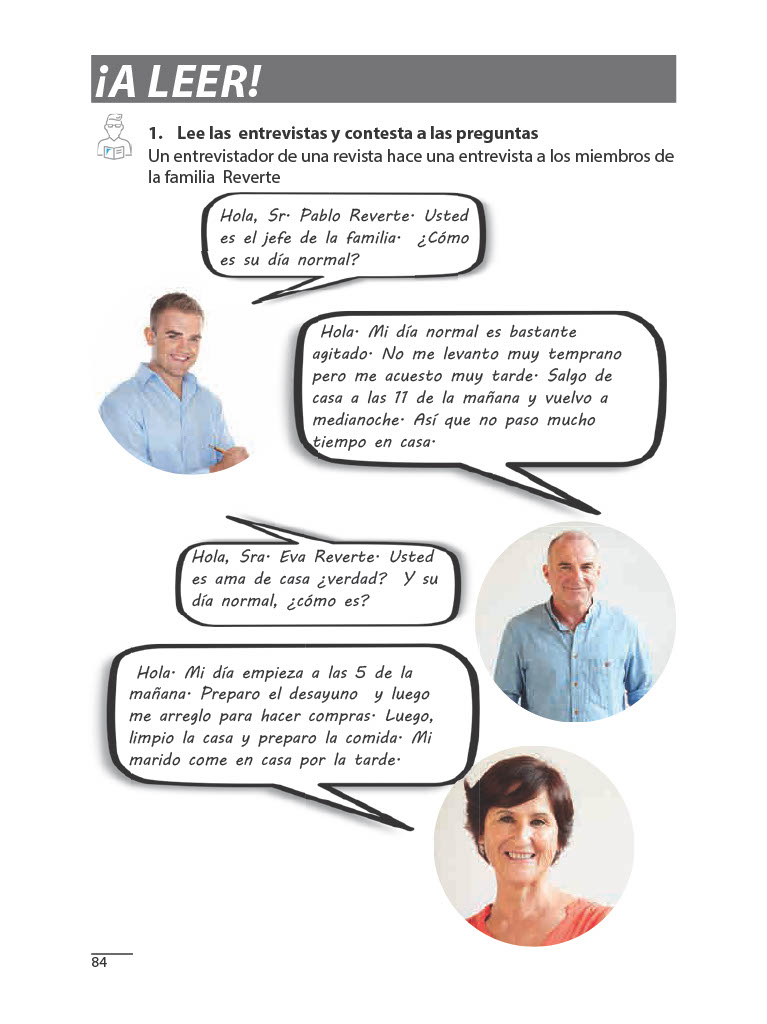 ¡A LEER!
1. Lee las entrevistas y contesta a las preguntas
Un entrevistador de una revista hace una entrevista a los miembros de
la familia Reverte
Hola, Sr. Pablo Reverte. Usted
es el jefe de la familia. ¿Cómo
es su día normal?
Hola. Mi día normal es bastante
agitado. No me levanto muy temprano
pero me acuesto muy tarde. Salgo de
casa a las 11 de la mañana y vuelvo a
medianoche. Así que no paso mucho
tiempo en casa.
Hola, Sra. Eva Reverte. Usted
es ama de casa ¿verdad? Y su
día normal, ¿cómo es?
Hola. Mi día empieza a las 5 de la
mañana. Preparo el desayuno y luego
me arreglo para hacer compras. Luego,
limpio la casa y preparo la comida. Mi
marido come en casa por la tarde.
84